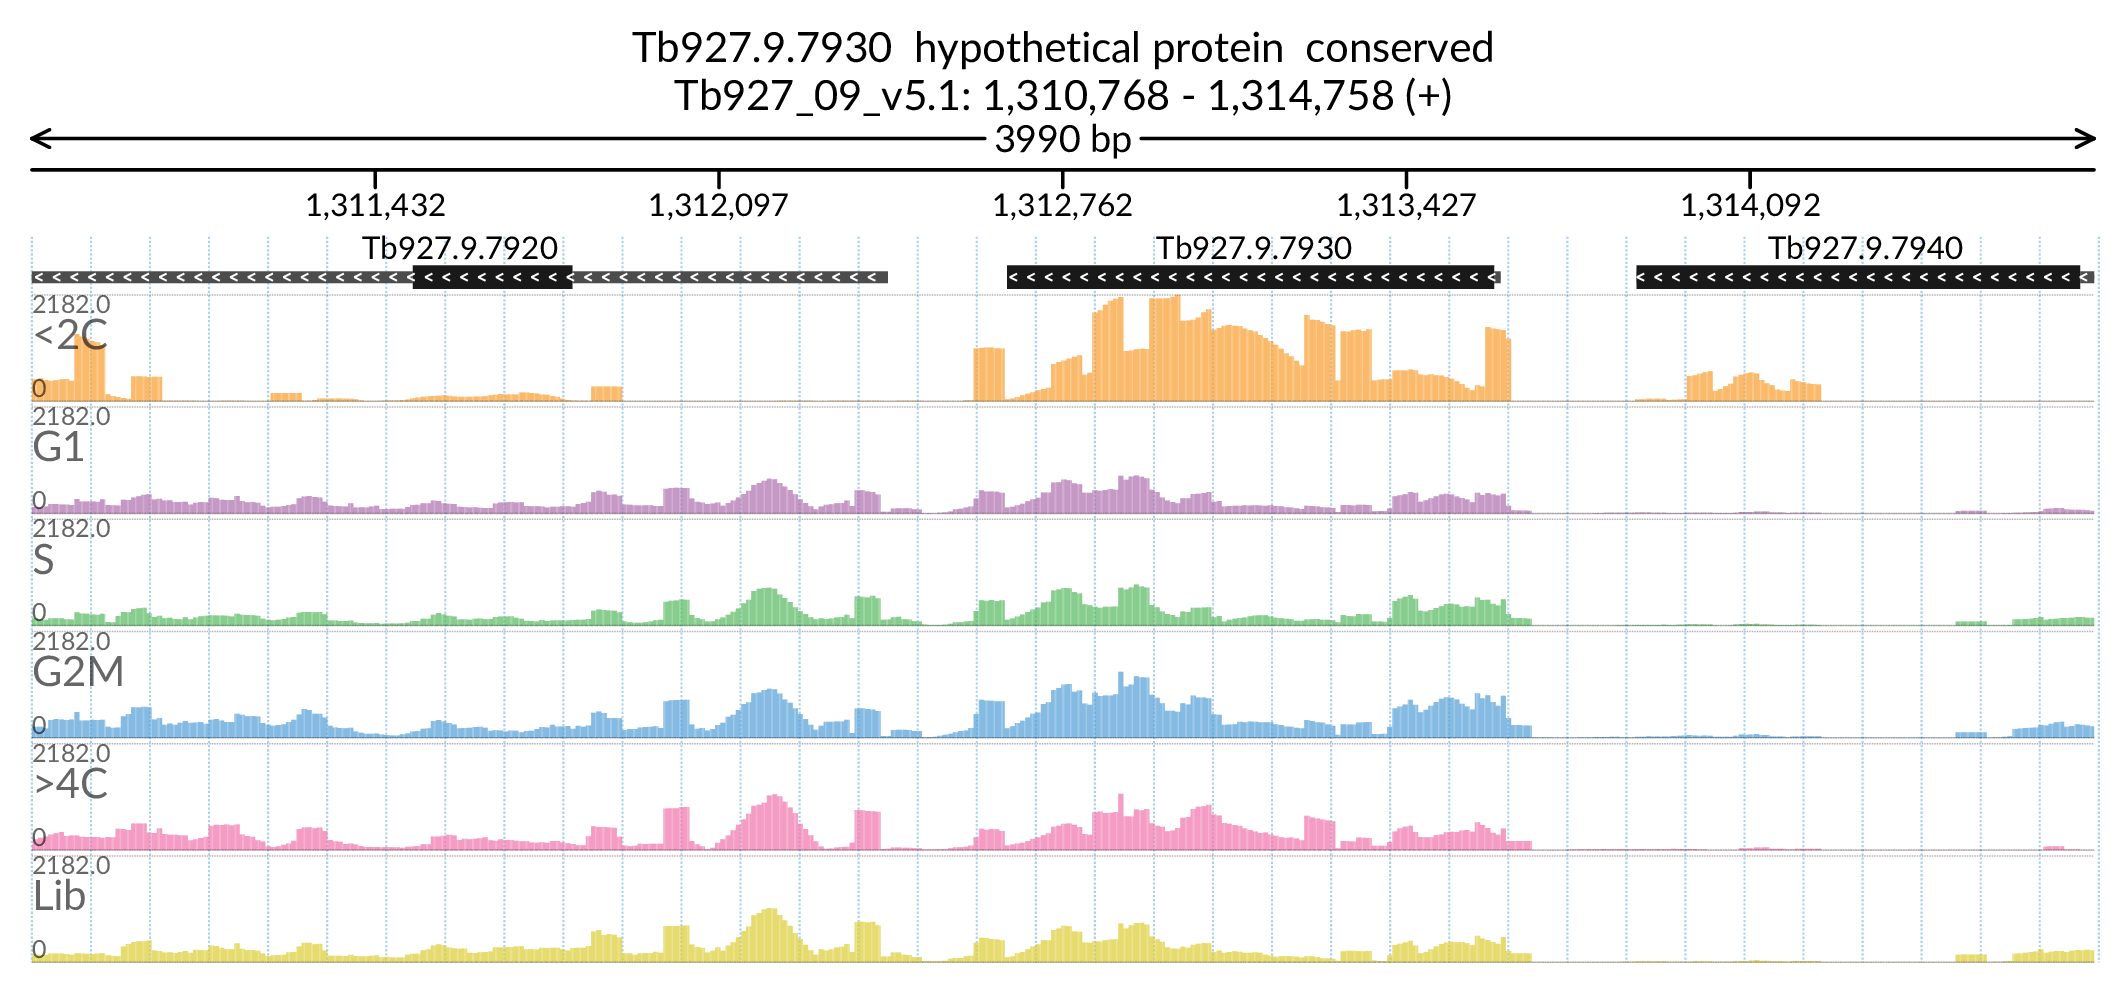 Tb927.9.7930  hypothetical protein  conserved
Tb927_09_v5.1: 1,310,768 - 1,314,758 (+)
3990 bp
1,311,432 1,312,097 1,312,762 1,313,427 1,314,092
Tb927.9.7920 Tb927.9.7930 Tb927.9.7940
2182.0
<2C
0
2182.0
G1
0
2182.0
S
0
2182.0
G2M
0
2182.0
>4C
0
2182.0
Lib
0